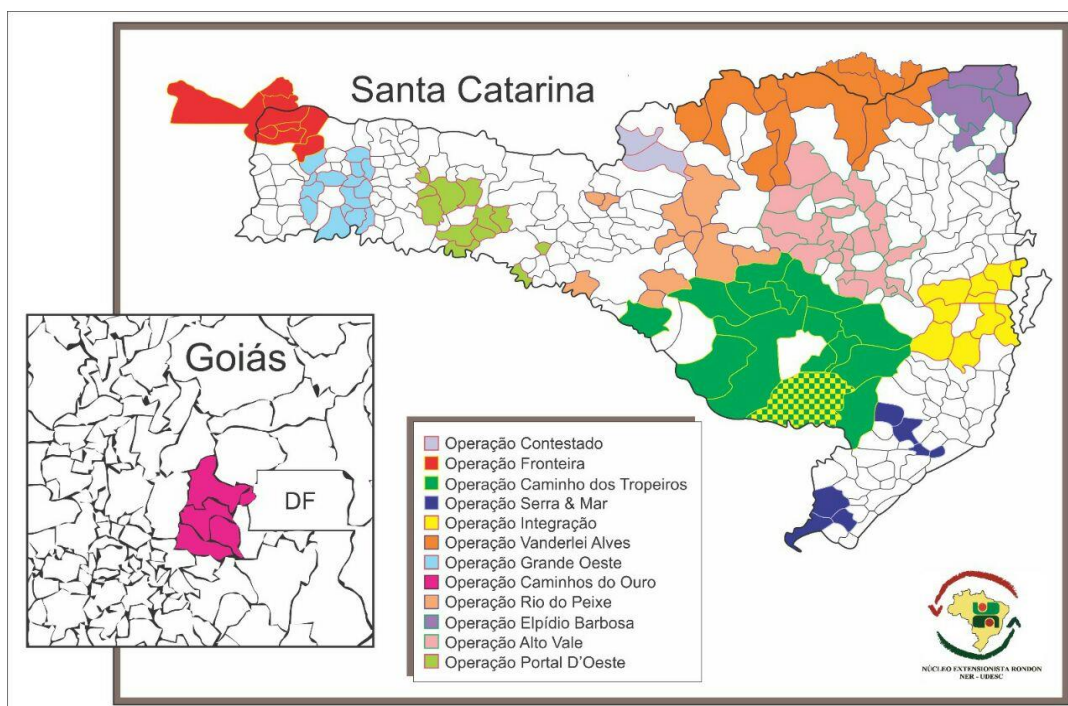 Santa Catarina
Goiás
DF
Operação Contestado
Operação Fronteira
Operação Caminho dos Tropeiros
Operação Serra & Mar
Operação Integração
Operação Vanderlei Alves
Operação Grande Oeste
Operação Caminhos do Ouro
Operação Rio do Peixe
Operação Elpídio Barbosa
Operação Alto Vale
Operação Portal D'Oeste
NÚCLEO EXTENSIONISTA RONDON
NER - UDESC